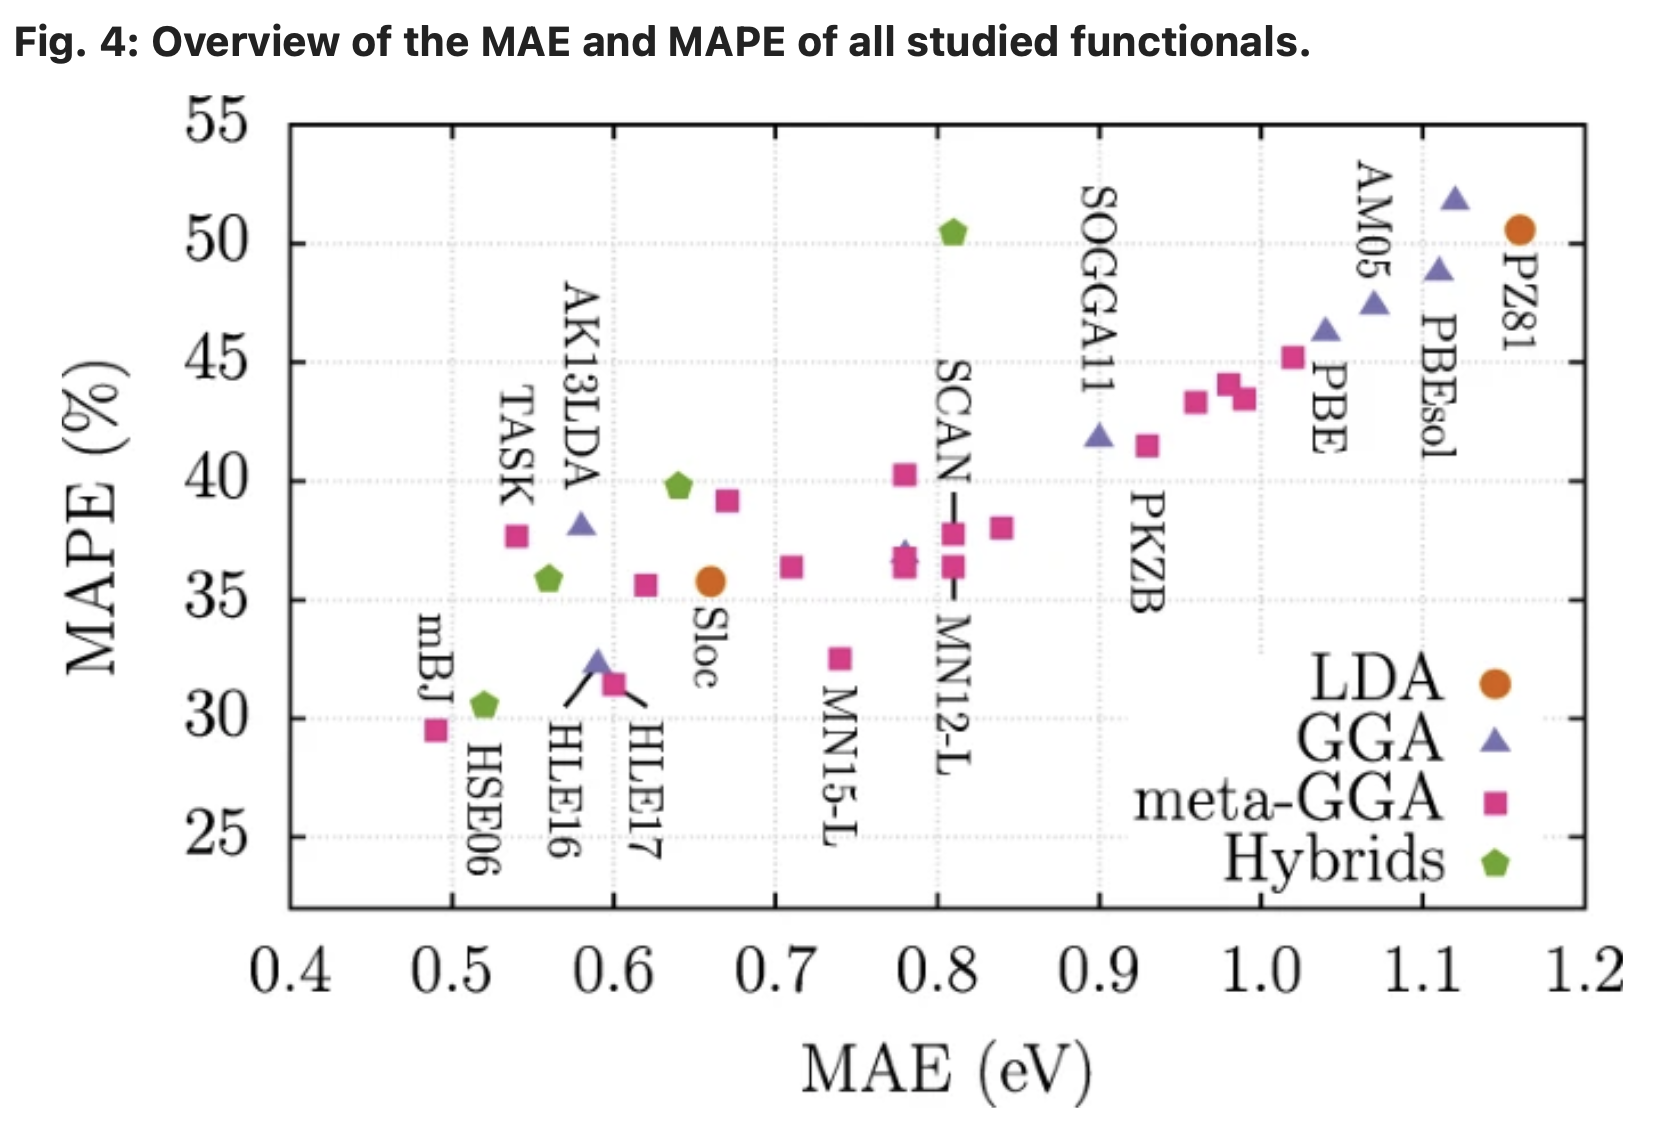 Fig. 4: Overview of the MAE and MAPE of all studied functionals.
55
50
45
40
35
30
25
MAPE (%)
mBJ
HSE06
TASK
AK13LDA
HLE16
HLE17
Sloc
MN15-L
SCAN
MN12-L
SOGGA11
PKZB
PBE
AM05
PBEsol
PZ81
LDA
GGA
meta-GGA
Hybrids
0.4 0.5 0.6 0.7 0.8 0.9 1.0 1.1 1.2
MAE (eV)